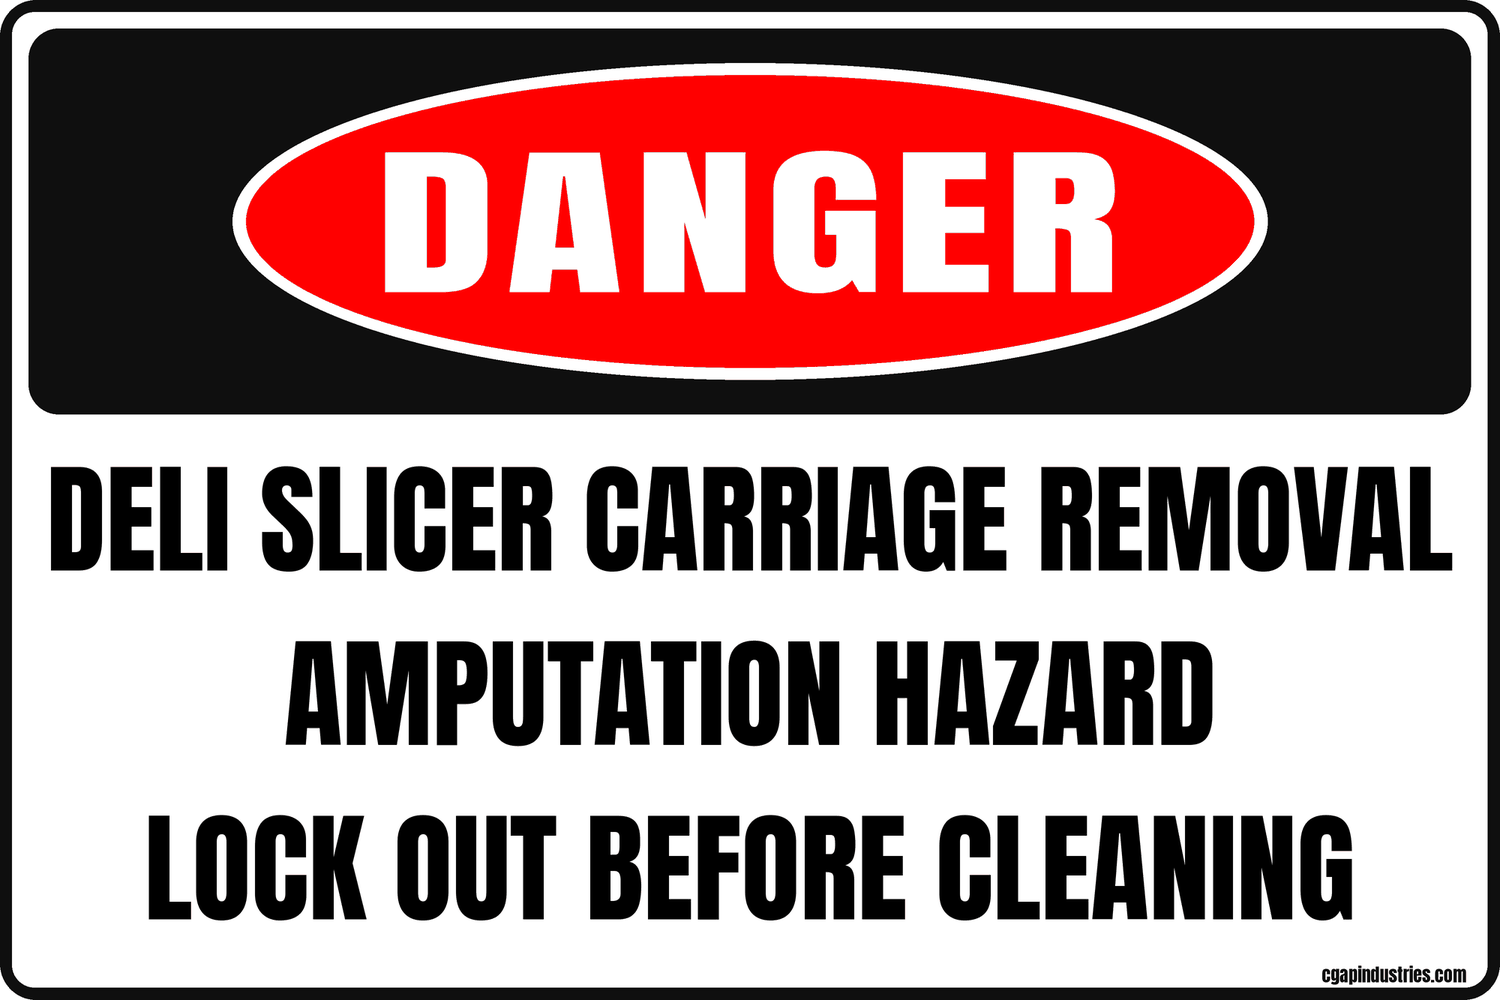 DANGER
DELI SLICER CARRIAGE REMOVAL
AMPUTATION HAZARD
LOCK OUT BEFORE CLEANING
cgapindustries.com